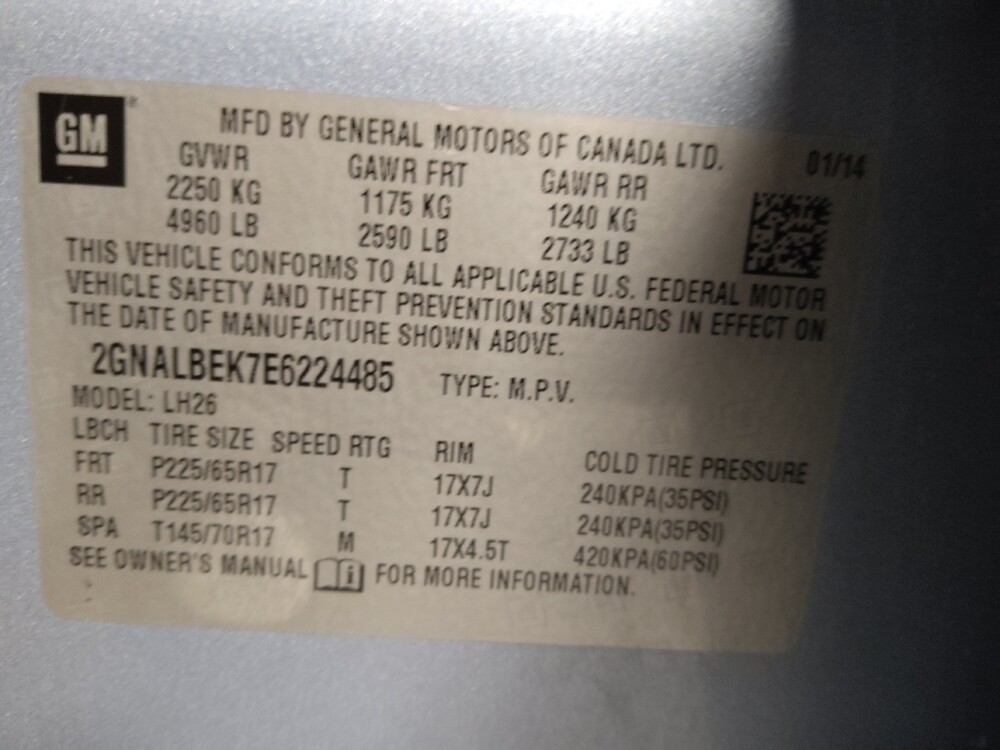 GM
MFD BY GENERAL MOTORS OF CANADA LTD. 01/14
GVWR GAWR FRT GAWR RR
2250 KG 1175 KG 1240 KG
4960 LB 2590 LB 2733 LB
THIS VEHICLE CONFORMS TO ALL APPLICABLE U.S. FEDERAL MOTOR
VEHICLE SAFETY AND THEFT PREVENTION STANDARDS IN EFFECT ON
THE DATE OF MANUFACTURE SHOWN ABOVE.
2GNALBEK7E6224485 TYPE: M.P.V.
MODEL: LH26
LBCH TIRE SIZE SPEED RTG RIM COLD TIRE PRESSURE
FRT P225/65R17 T 17X7J 240KPA(35PSI)
RR P225/65R17 T 17X7J 240KPA(35PSI)
SPA T145/70R17 M 17X4.5T 420KPA(60PSI)
SEE OWNER'S MANUAL FOR MORE INFORMATION.